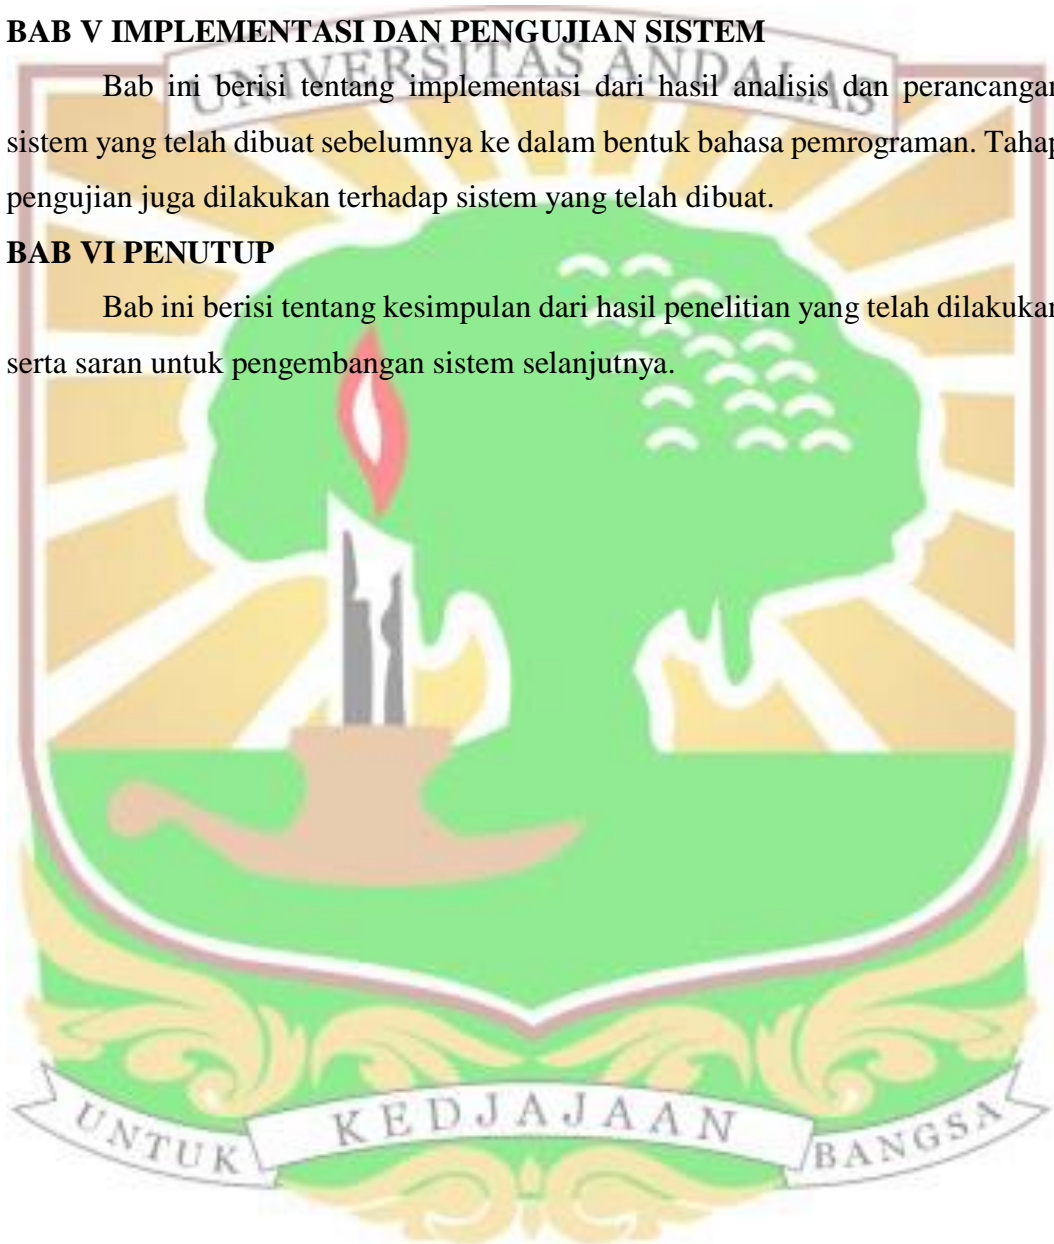 BAB V IMPLEMENTASI DAN PENGUJIAN SISTEM
UNIVERSITAS ANDALAS
Bab ini berisi tentang implementasi dari hasil analisis dan perancangan
sistem yang telah dibuat sebelumnya ke dalam bentuk bahasa pemrograman. Tahap
pengujian juga dilakukan terhadap sistem yang telah dibuat.
BAB VI PENUTUP
Bab ini berisi tentang kesimpulan dari hasil penelitian yang telah dilakukan
serta saran untuk pengembangan sistem selanjutnya.
UNTUK KEDJAJAAN BANGSA